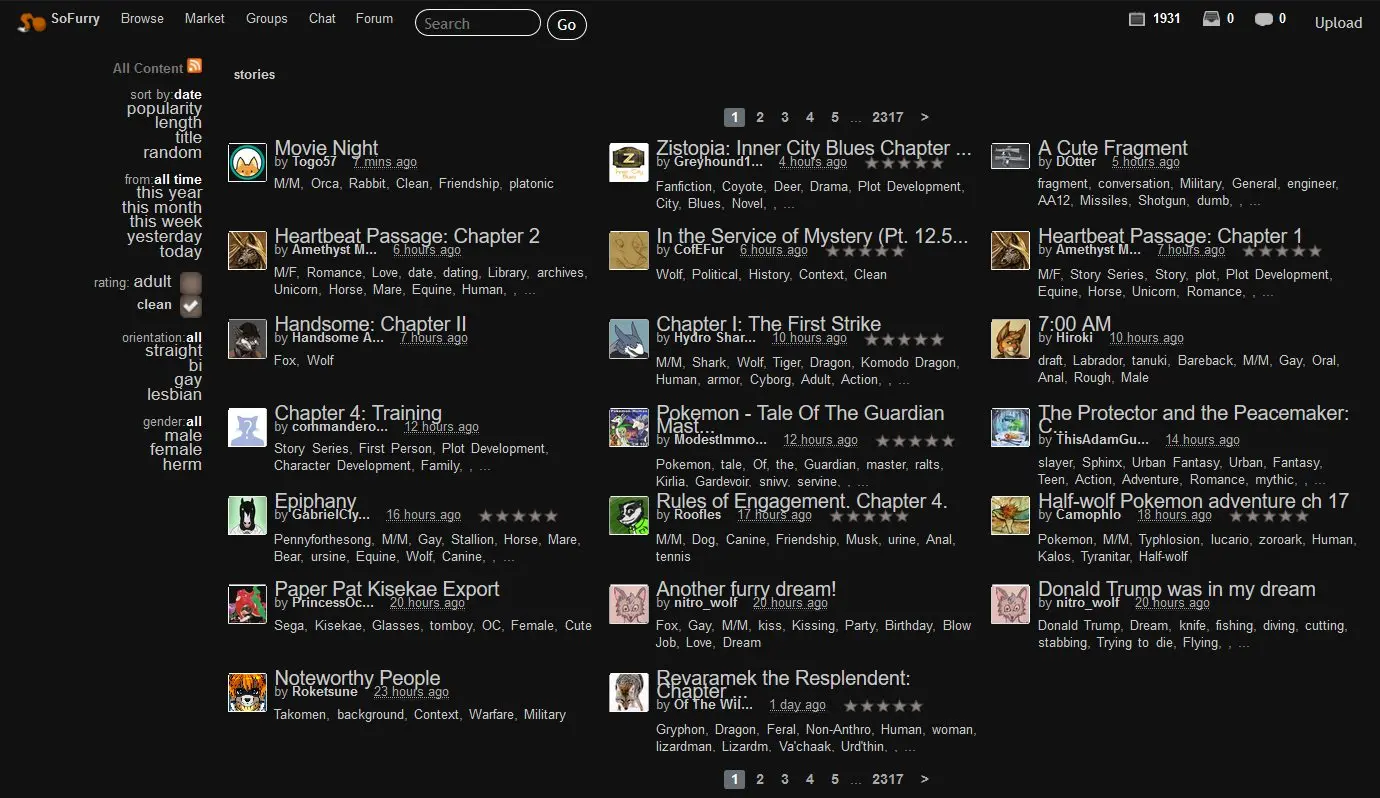 SoFurry Browse Market Groups Chat Forum Search Go 1931 0 0 Upload
All Content
sort by:date
popularity
length
title
random
from:all time
this year
this month
this week
yesterday
today
rating: adult
clean
orientation:all
straight
bi
gay
lesbian
gender:all
male
female
herm
stories
1 2 3 4 5 ... 2317 >
Movie Night
by Togo57 7 mins ago
M/M, Orca, Rabbit, Clean, Friendship, platonic
Zistopia: Inner City Blues Chapter ...
by Greyhound1... 4 hours ago
Fanfiction, Coyote, Deer, Drama, Plot Development,
City, Blues, Novel, , ...
A Cute Fragment
by DOtter 5 hours ago
fragment, conversation, Military, General, engineer,
AA12, Missiles, Shotgun, dumb, , ...
Heartbeat Passage: Chapter 2
by Amethyst M... 6 hours ago
M/F, Romance, Love, date, dating, Library, archives,
Unicorn, Horse, Mare, Equine, Human, , ...
In the Service of Mystery (Pt. 12.5...
by ColEFur 6 hours ago
Wolf, Political, History, Context, Clean
Heartbeat Passage: Chapter 1
by Amethyst M... 7 hours ago
M/F, Story Series, Story, plot, Plot Development,
Equine, Horse, Unicorn, Romance, , ...
Handsome: Chapter II
by Handsome A... 7 hours ago
Fox, Wolf
Chapter I: The First Strike
by Hydro Shar... 10 hours ago
M/M, Shark, Wolf, Tiger, Dragon, Komodo Dragon,
Human, armor, Cyborg, Adult, Action, , ...
7:00 AM
by Hiroki 10 hours ago
draft, Labrador, tanuki, Bareback, M/M, Gay, Oral,
Anal, Rough, Male
Chapter 4: Training
by commandero... 12 hours ago
Story Series, First Person, Plot Development,
Character Development, Family, , ...
Pokemon - Tale Of The Guardian
Mast...
by ModestImmo... 12 hours ago
Pokemon, tale, Of, the, Guardian, master, ralts,
Kirlia, Gardevoir, snivy, servine, , ...
The Protector and the Peacemaker:
C...
by ThisAdamGu... 14 hours ago
slayer, Sphinx, Urban Fantasy, Urban, Fantasy,
Teen, Action, Adventure, Romance, mythic, , ...
Epiphany
by GabrielCly... 16 hours ago
Pennyforthesong, M/M, Gay, Stallion, Horse, Mare,
Bear, ursine, Equine, Wolf, Canine, , ...
Rules of Engagement. Chapter 4.
by Roofles 17 hours ago
M/M, Dog, Canine, Friendship, Musk, urine, Anal,
tennis
Half-wolf Pokemon adventure ch 17
by Camophlo 18 hours ago
Pokemon, M/M, Typhlosion, lucario, zoroark, Human,
Kalos, Tyranitar, Half-wolf
Paper Pat Kisekae Export
by PrincessOc... 20 hours ago
Sega, Kisekae, Glasses, tomboy, OC, Female, Cute
Another furry dream!
by nitro_wolf 20 hours ago
Fox, Gay, M/M, kiss, Kissing, Party, Birthday, Blow
Job, Love, Dream
Donald Trump was in my dream
by nitro_wolf 20 hours ago
Donald Trump, Dream, knife, fishing, diving, cutting,
stabbing, Trying to die, Flying, , ...
Noteworthy People
by Roketsune 23 hours ago
Takomen, background, Context, Warfare, Military
Revaramek the Resplendent:
Chapter ...
by Of The Wil... 1 day ago
Gryphon, Dragon, Feral, Non-Anthro, Human, woman,
lizardman, Lizardm, Va'chaak, Urd'thin, , ...
1 2 3 4 5 ... 2317 >